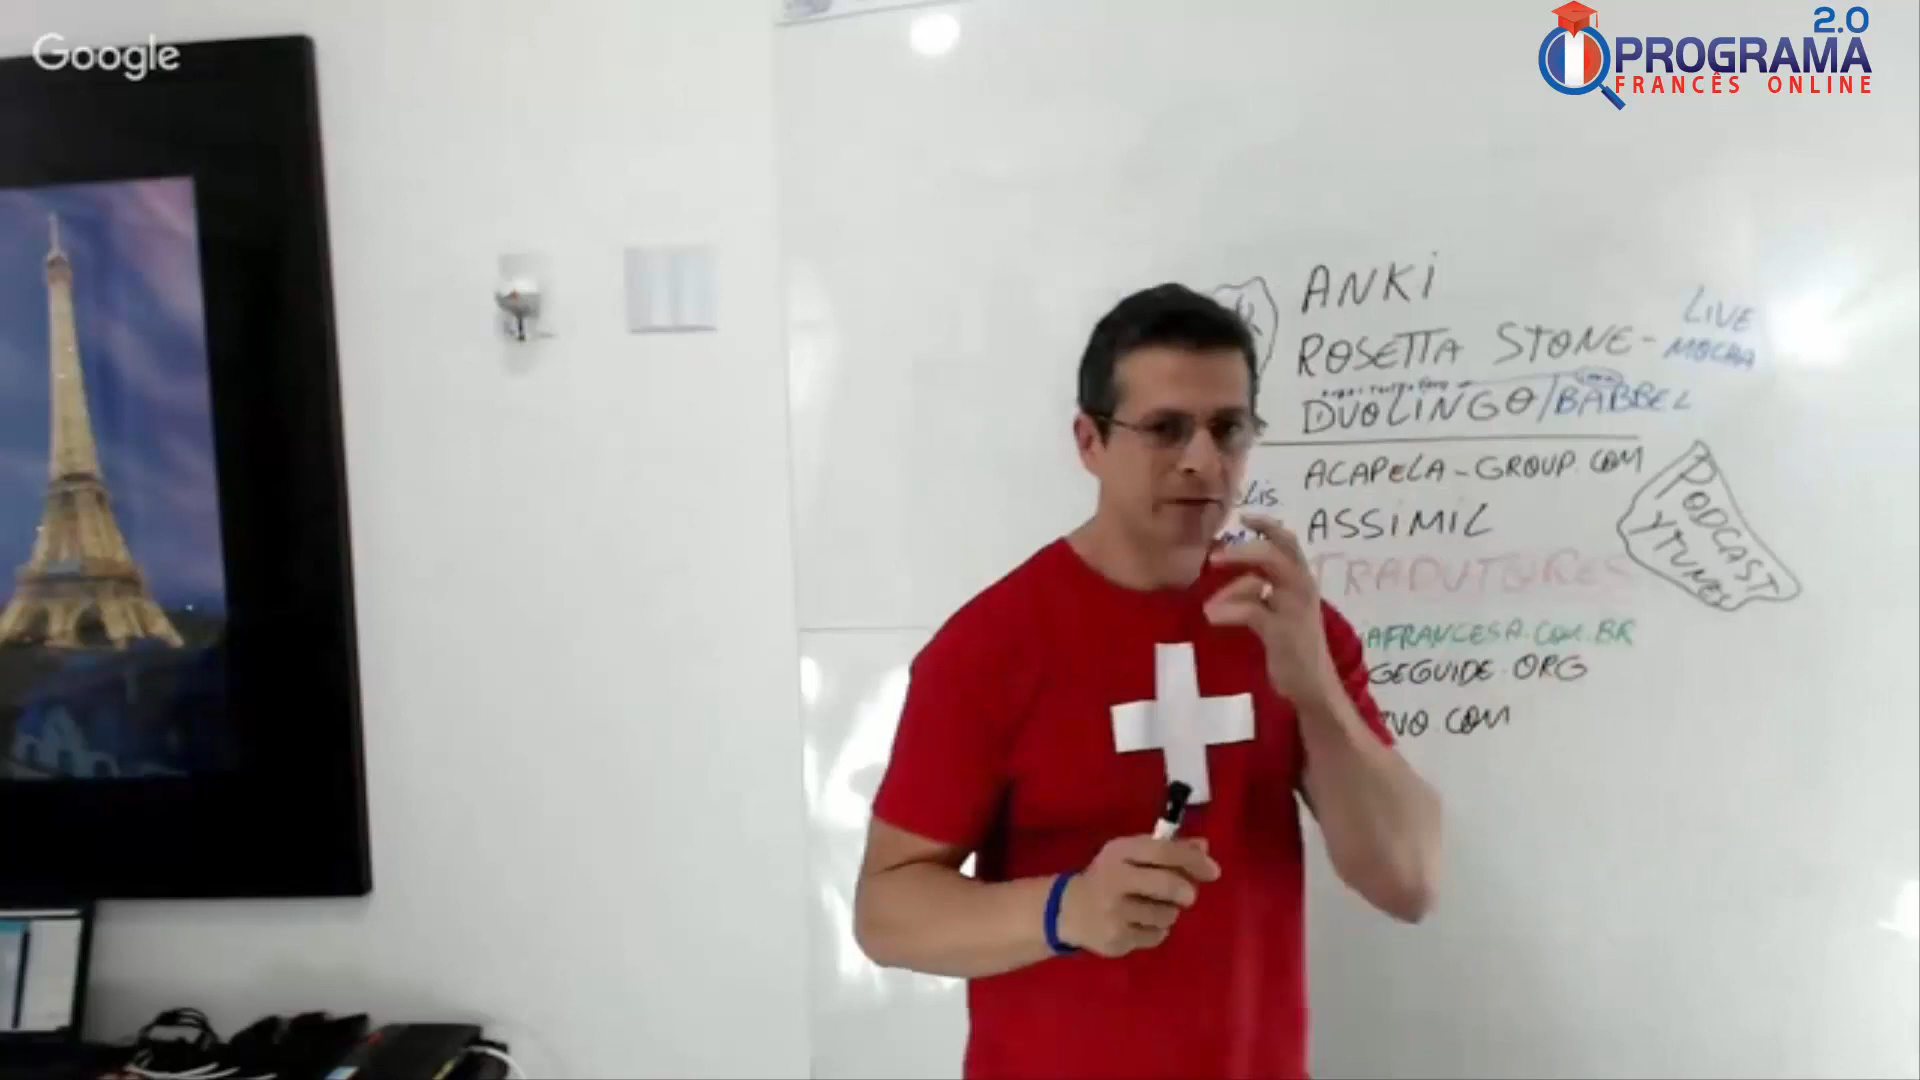 Google
2.0
PROGRAMA
FRANCÊS ONLINE
ANKI
ROSETTA STONE - LIVE MOCHA
DUOLINGO/BABBEL
ACAPELA-GROUP.COM
ASSIMIL
PODCAST
YTUNES
TRADUTORES
IAFRANCESA.COM.BR
GEGUIDE.ORG
VO.COM